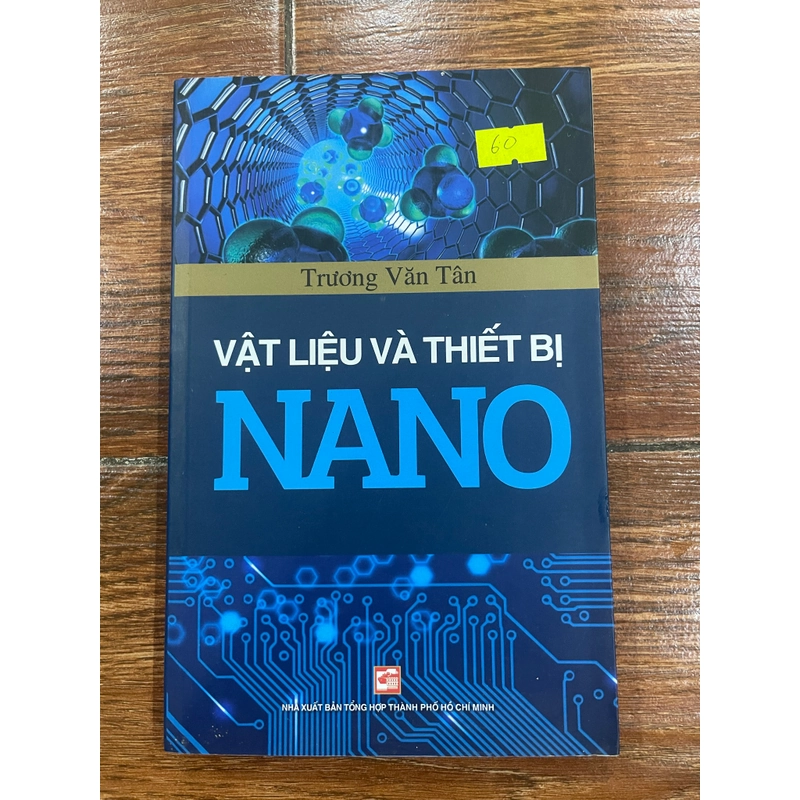 60
Trương Văn Tân
VẬT LIỆU VÀ THIẾT BỊ
NANO
NHÀ XUẤT BẢN TỔNG HỢP THÀNH PHỐ HỒ CHÍ MINH